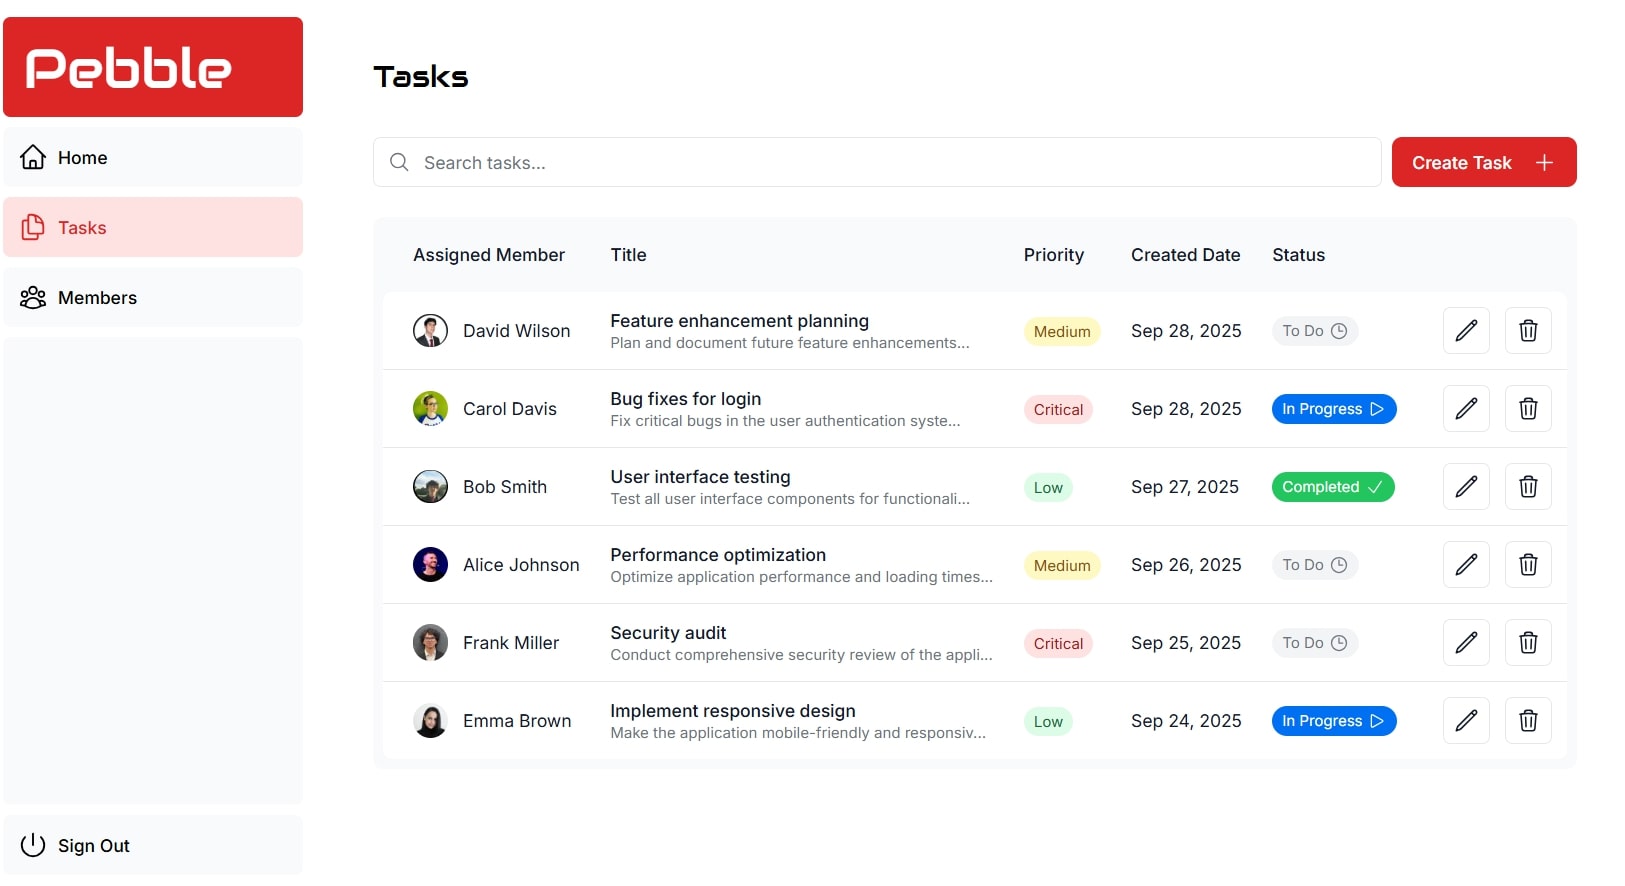 Pebble
Home
Tasks
Members
Sign Out
Tasks
Search tasks...
Create Task
Assigned Member Title Priority Created Date Status
David Wilson Feature enhancement planning Medium Sep 28, 2025 To Do
Plan and document future feature enhancements...
Carol Davis Bug fixes for login Critical Sep 28, 2025 In Progress
Fix critical bugs in the user authentication syste...
Bob Smith User interface testing Low Sep 27, 2025 Completed
Test all user interface components for functionali...
Alice Johnson Performance optimization Medium Sep 26, 2025 To Do
Optimize application performance and loading times...
Frank Miller Security audit Critical Sep 25, 2025 To Do
Conduct comprehensive security review of the appli...
Emma Brown Implement responsive design Low Sep 24, 2025 In Progress
Make the application mobile-friendly and responsiv...